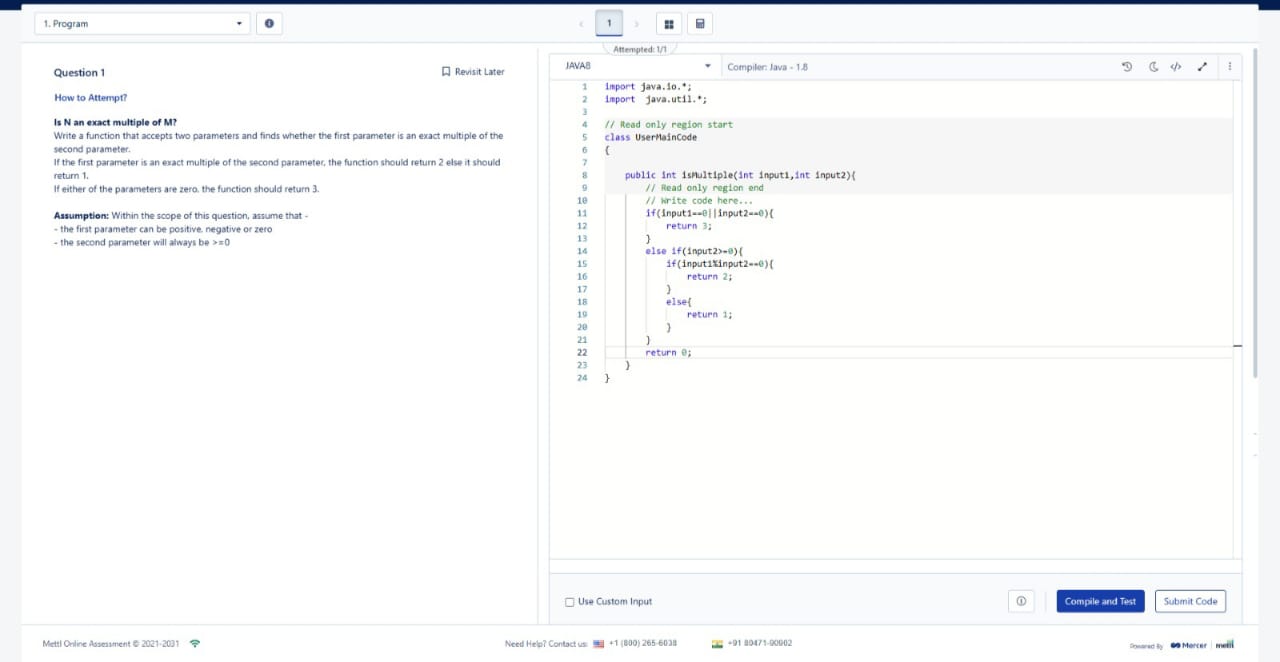 1. Program
1
Attempted: 1/1
Question 1
Revisit Later
How to Attempt?
Is N an exact multiple of M?
Write a function that accepts two parameters and finds whether the first parameter is an exact multiple of the
second parameter.
If the first parameter is an exact multiple of the second parameter, the function should return 2 else it should
return 1.
If either of the parameters are zero, the function should return 3.
Assumption: Within the scope of this question, assume that -
- the first parameter can be positive, negative or zero
- the second parameter will always be >=0
JAVA8
Compiler: Java - 1.8
1 import java.io.*;
2 import  java.util.*;
3
4 // Read only region start
5 class UserMainCode
6 {
7
8     public int isMultiple(int input1,int input2){
9         // Read only region end
10         // Write code here...
11         if(input1==0||input2==0){
12             return 3;
13         }
14         else if(input2>=0){
15             if(input1%input2==0){
16                 return 2;
17             }
18             else{
19                 return 1;
20             }
21         }
22         return 0;
23     }
24 }
Use Custom Input
Compile and Test
Submit Code
Mettl Online Assessment © 2021-2031
Need Help? Contact us: +1 (800) 265-6038
+91 80471-90902
Powered By Mercer | mettl